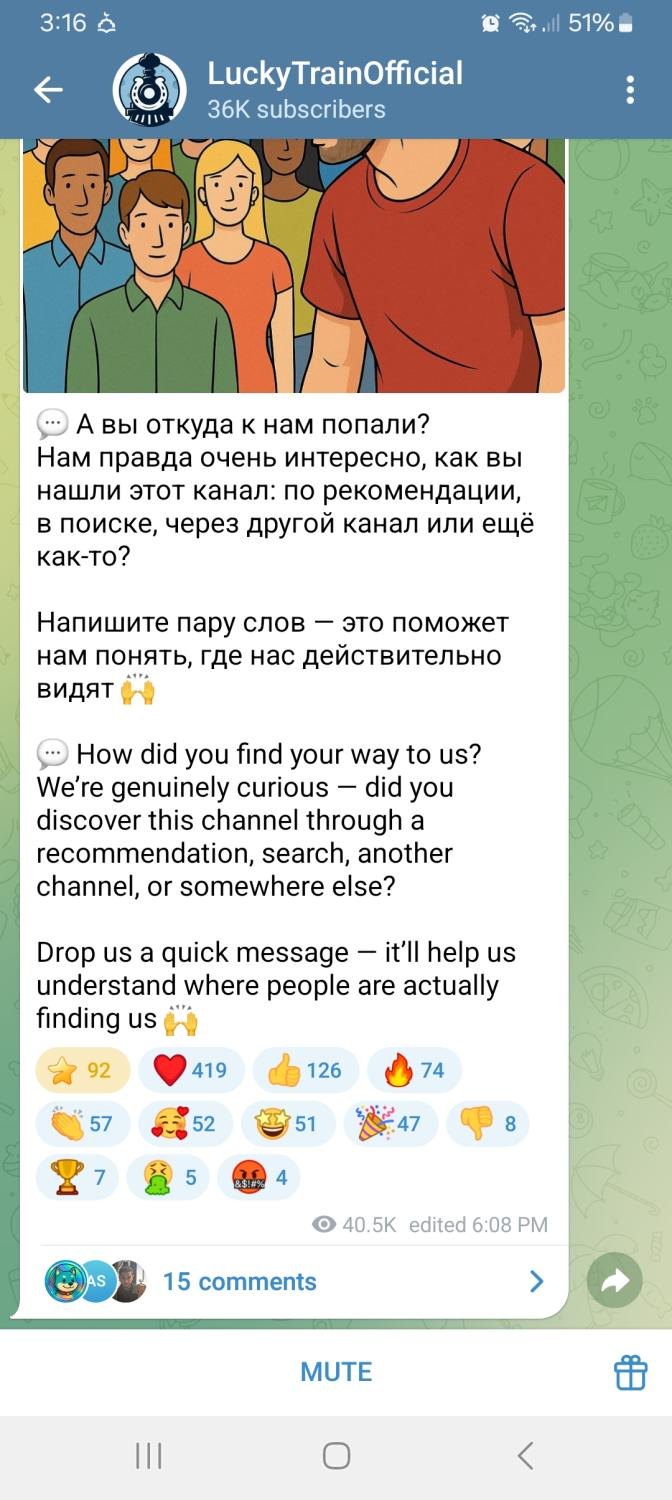 3:16
51%
LuckyTrainOfficial
36K subscribers
А вы откуда к нам попали?
Нам правда очень интересно, как вы
нашли этот канал: по рекомендации,
в поиске, через другой канал или ещё
как-то?
Напишите пару слов — это поможет
нам понять, где нас действительно
видят
How did you find your way to us?
We’re genuinely curious — did you
discover this channel through a
recommendation, search, another
channel, or somewhere else?
Drop us a quick message — it’ll help us
understand where people are actually
finding us
92 419 126 74
57 52 51 47 8
7 5 4
40.5K edited 6:08 PM
AS 15 comments
MUTE